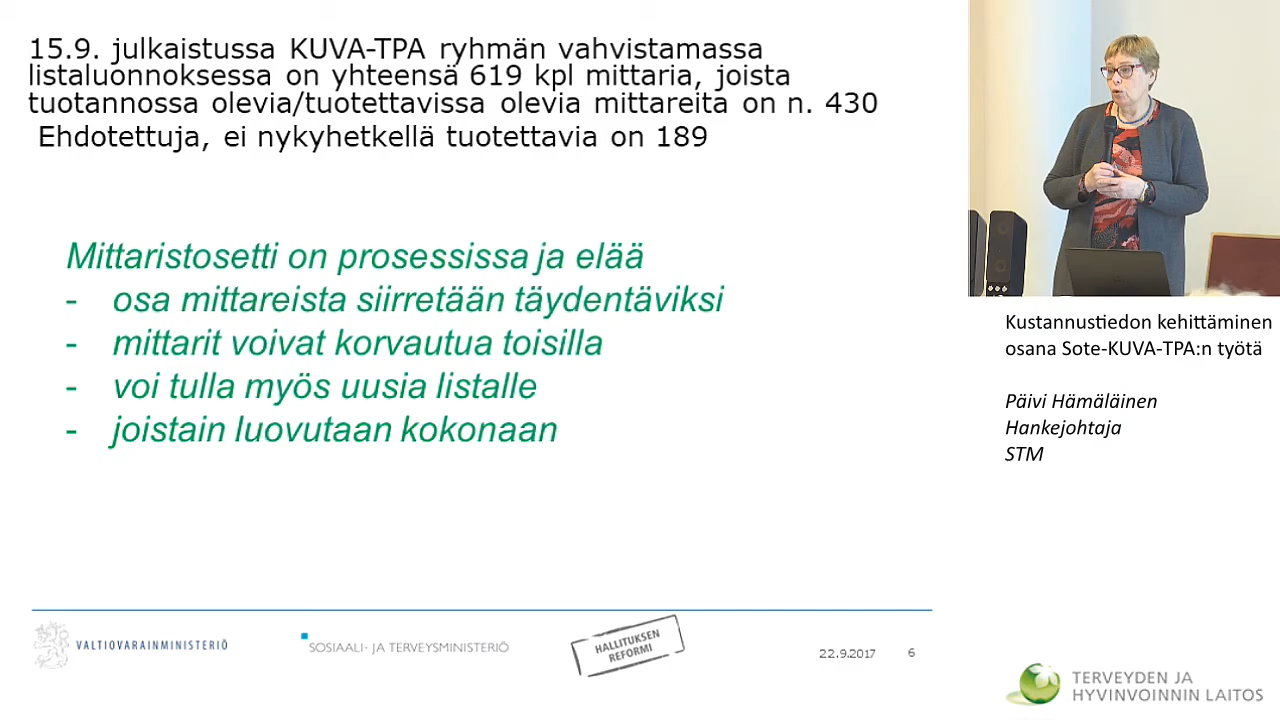 15.9. julkaistussa KUVA-TPA ryhmän vahvistamassa
listaluonnoksessa on yhteensä 619 kpl mittaria, joista
tuotannossa olevia/tuotettavissa olevia mittareita on n. 430
Ehdotettuja, ei nykyhetkellä tuotettavia on 189
Mittaristosetti on prosessissa ja elää
- osa mittareista siirretään täydentäviksi
- mittarit voivat korvautua toisilla
- voi tulla myös uusia listalle
- joistain luovutaan kokonaan
VALTIOVARAINMINISTERIÖ
SOSIAALI- JA TERVEYSMINISTERIÖ
HALLITUKSEN
REFORMI
22.9.2017 6
Kustannustiedon kehittäminen
osana Sote-KUVA-TPA:n työtä
Päivi Hämäläinen
Hankejohtaja
STM
TERVEYDEN JA
HYVINVOINNIN LAITOS